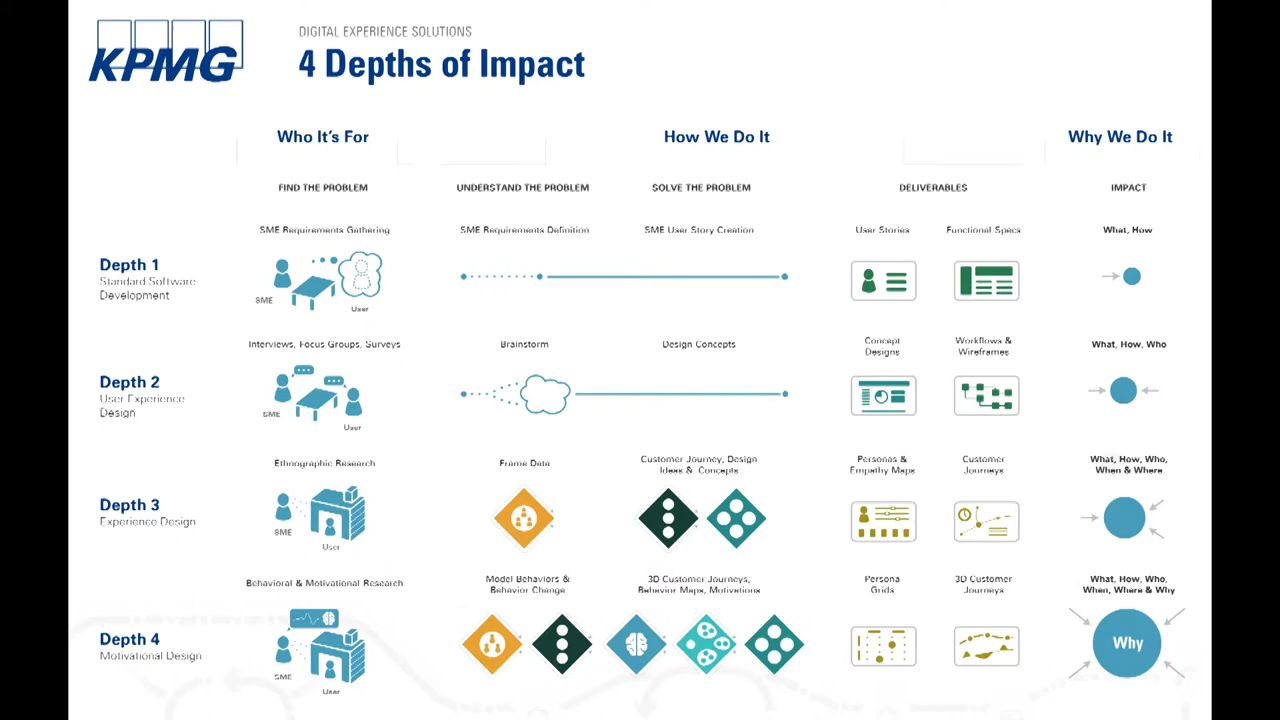 KPMG
DIGITAL EXPERIENCE SOLUTIONS
4 Depths of Impact
Who It's For
How We Do It
Why We Do It
FIND THE PROBLEM
UNDERSTAND THE PROBLEM
SOLVE THE PROBLEM
DELIVERABLES
IMPACT
Depth 1
Standard Software
Development
SME Requirements Gathering
SME
User
SME Requirements Definition
SME User Story Creation
User Stories
Functional Specs
What, How
Depth 2
User Experience
Design
Interviews, Focus Groups, Surveys
SME
User
Brainstorm
Design Concepts
Concept
Designs
Workflows &
Wireframes
What, How, Who
Depth 3
Experience Design
Ethnographic Research
SME
User
Frame Data
Customer Journey, Design
Ideas & Concepts
Personas &
Empathy Maps
Customer
Journeys
What, How, Who,
When & Where
Depth 4
Motivational Design
Behavioral & Motivational Research
SME
User
Model Behaviors &
Behavior Change
3D Customer Journeys,
Behavior Maps, Motivations
Persona
Grids
3D Customer
Journeys
What, How, Who,
When, Where & Why
Why